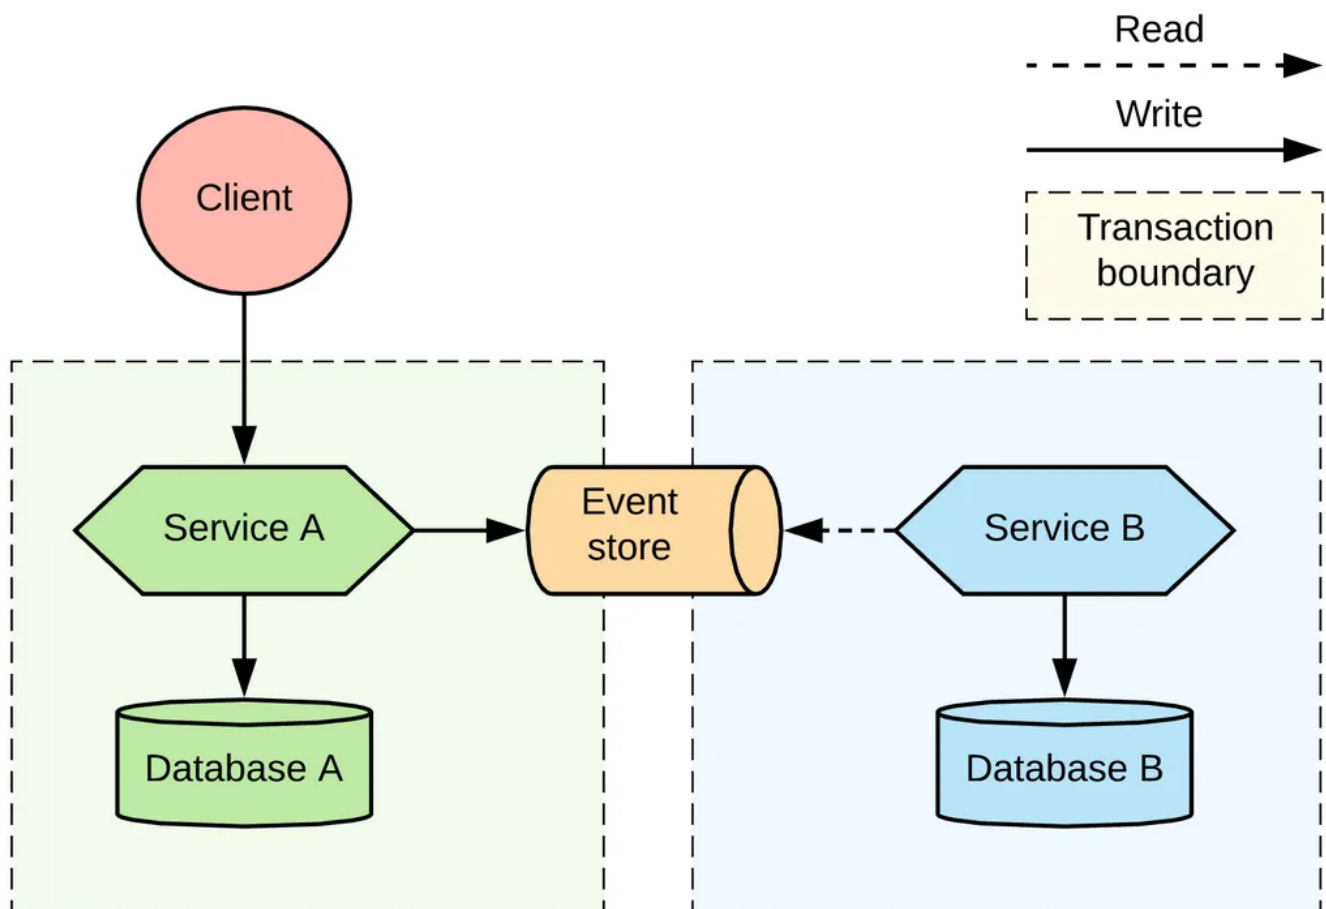 Read
Write
Transaction
boundary
Client
Service A
Event
store
Service B
Database A
Database B